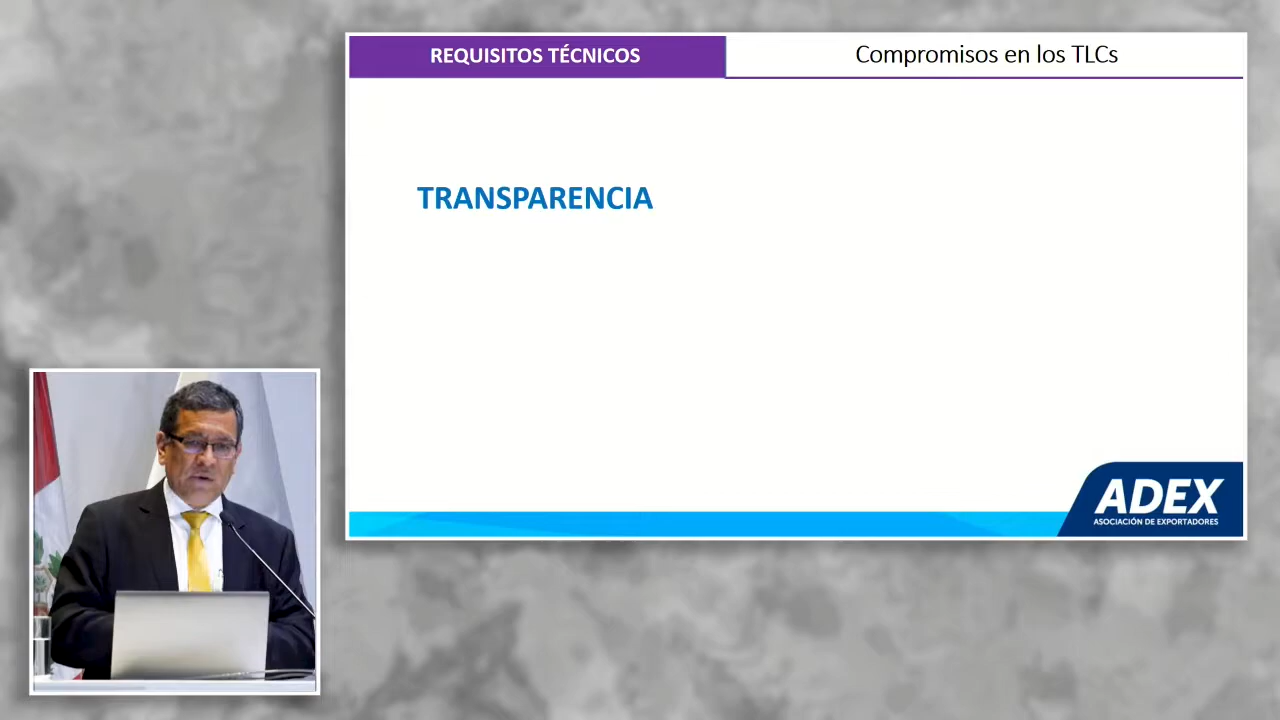 REQUISITOS TÉCNICOS
Compromisos en los TLCs
TRANSPARENCIA
ADEX
ASOCIACIÓN DE EXPORTADORES